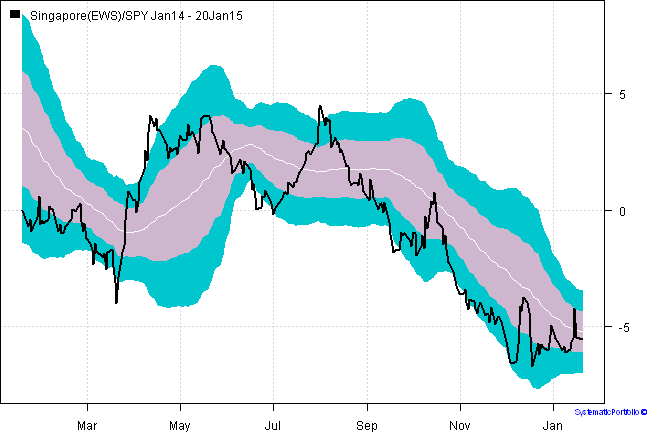 Singapore(EWS)/SPY Jan14 - 20Jan15
5
0
-5
Mar May Jul Sep Nov Jan
SystematicPortfolio ©